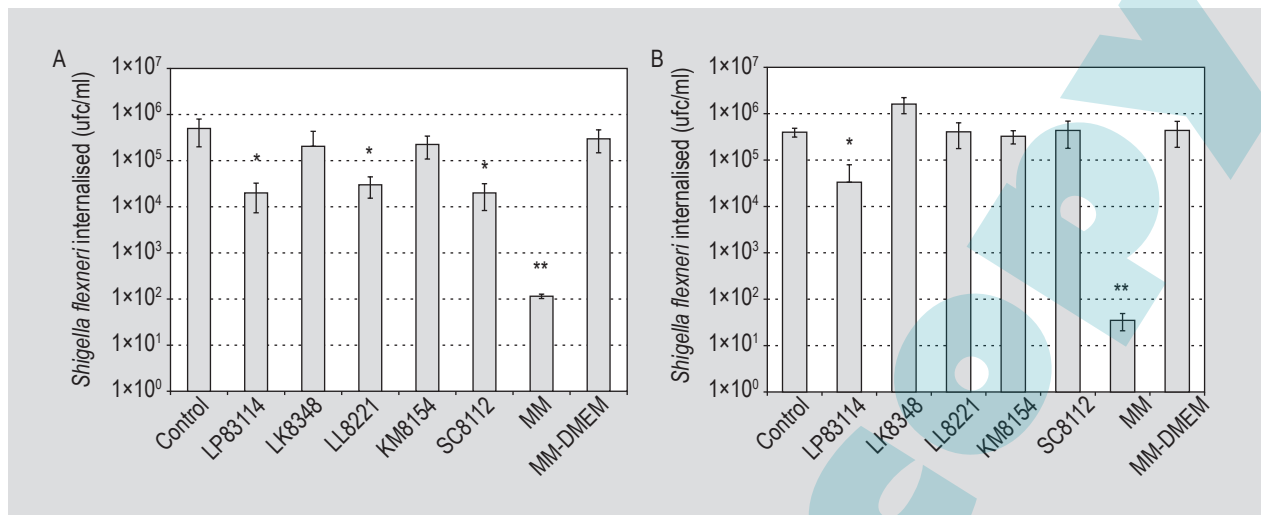 A
Shigella flexneri internalised (ufc/ml)
1×10⁷
1×10⁶
1×10⁵
1×10⁴
1×10³
1×10²
1×10¹
1×10⁰
*
*
*
**
Control
LP83114
LK8348
LL8221
KM8154
SC8112
MM
MM-DMEM
B
Shigella flexneri internalised (ufc/ml)
1×10⁷
1×10⁶
1×10⁵
1×10⁴
1×10³
1×10²
1×10¹
1×10⁰
*
**
Control
LP83114
LK8348
LL8221
KM8154
SC8112
MM
MM-DMEM
copy